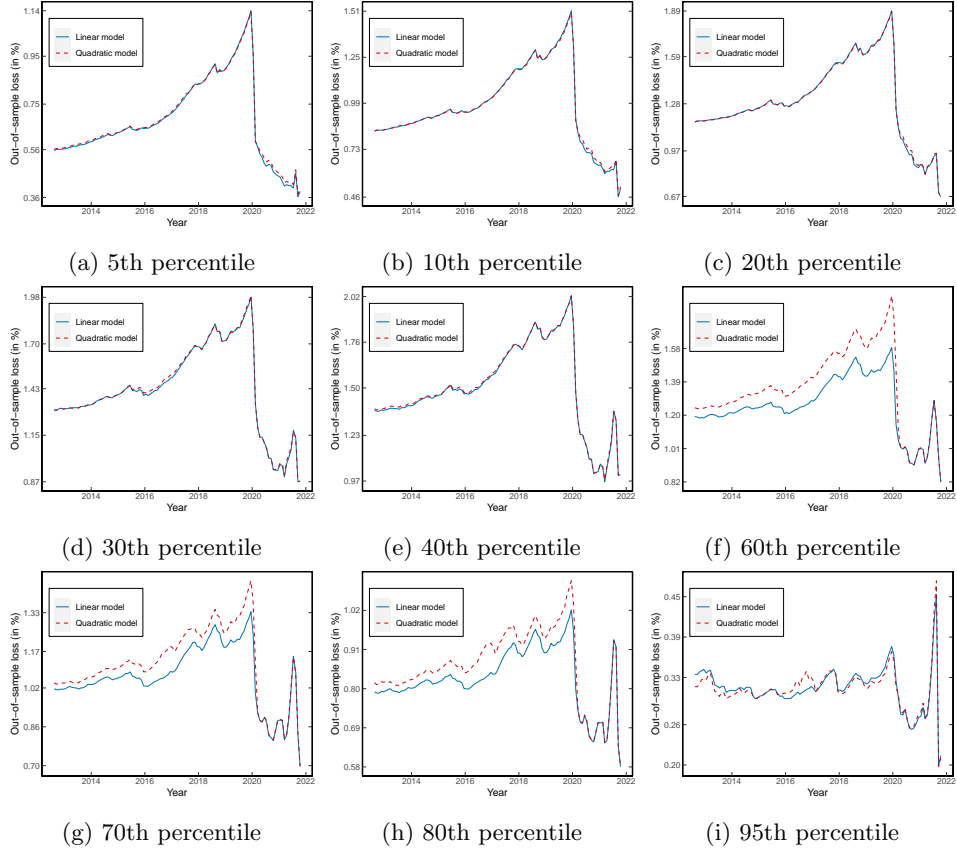 Out−of−sample loss (in %)
1.14
0.95
0.75
0.56
0.36
Linear model
Quadratic model
2014 2016 2018 2020 2022
Year
(a) 5th percentile
Out−of−sample loss (in %)
1.51
1.25
0.99
0.73
0.46
Linear model
Quadratic model
2014 2016 2018 2020 2022
Year
(b) 10th percentile
Out−of−sample loss (in %)
1.89
1.58
1.28
0.97
0.67
Linear model
Quadratic model
2014 2016 2018 2020 2022
Year
(c) 20th percentile
Out−of−sample loss (in %)
1.98
1.70
1.43
1.15
0.87
Linear model
Quadratic model
2014 2016 2018 2020 2022
Year
(d) 30th percentile
Out−of−sample loss (in %)
2.02
1.76
1.50
1.23
0.97
Linear model
Quadratic model
2014 2016 2018 2020 2022
Year
(e) 40th percentile
Out−of−sample loss (in %)
1.58
1.39
1.20
1.01
0.82
Linear model
Quadratic model
2014 2016 2018 2020 2022
Year
(f) 60th percentile
Out−of−sample loss (in %)
1.33
1.17
1.02
0.86
0.70
Linear model
Quadratic model
2014 2016 2018 2020 2022
Year
(g) 70th percentile
Out−of−sample loss (in %)
1.02
0.91
0.80
0.69
0.58
Linear model
Quadratic model
2014 2016 2018 2020 2022
Year
(h) 80th percentile
Out−of−sample loss (in %)
0.45
0.39
0.33
0.26
0.20
Linear model
Quadratic model
2014 2016 2018 2020 2022
Year
(i) 95th percentile